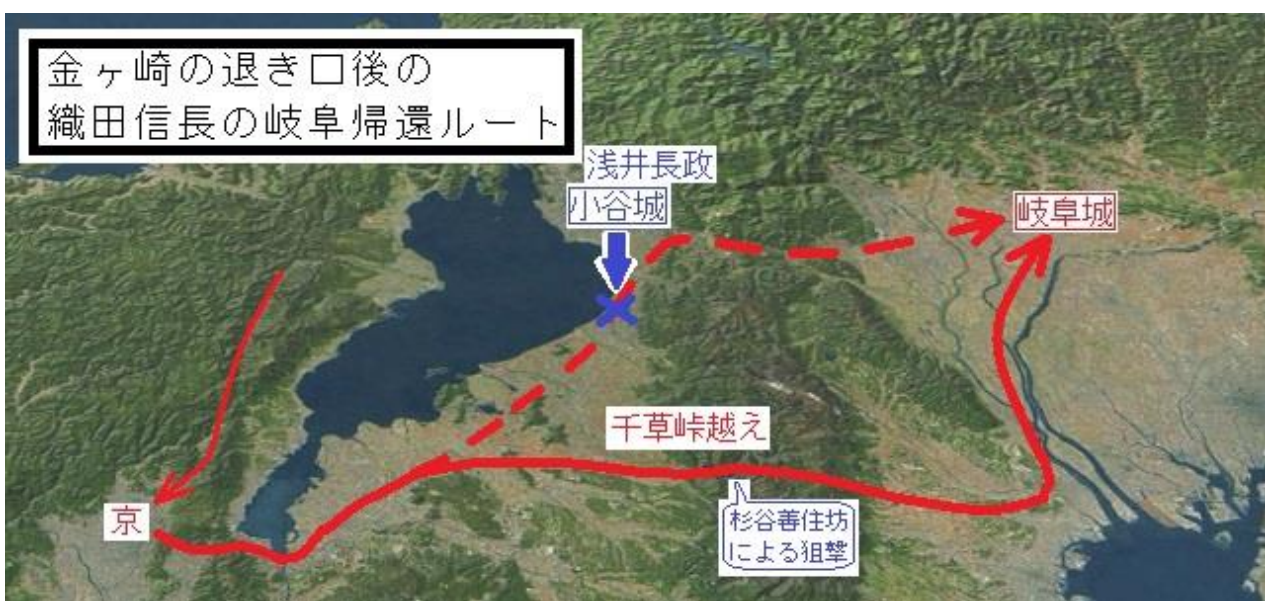 金ヶ崎の退き口後の
織田信長の岐阜帰還ルート
浅井長政
小谷城
岐阜城
千草峠越え
京
杉谷善住坊
による狙撃